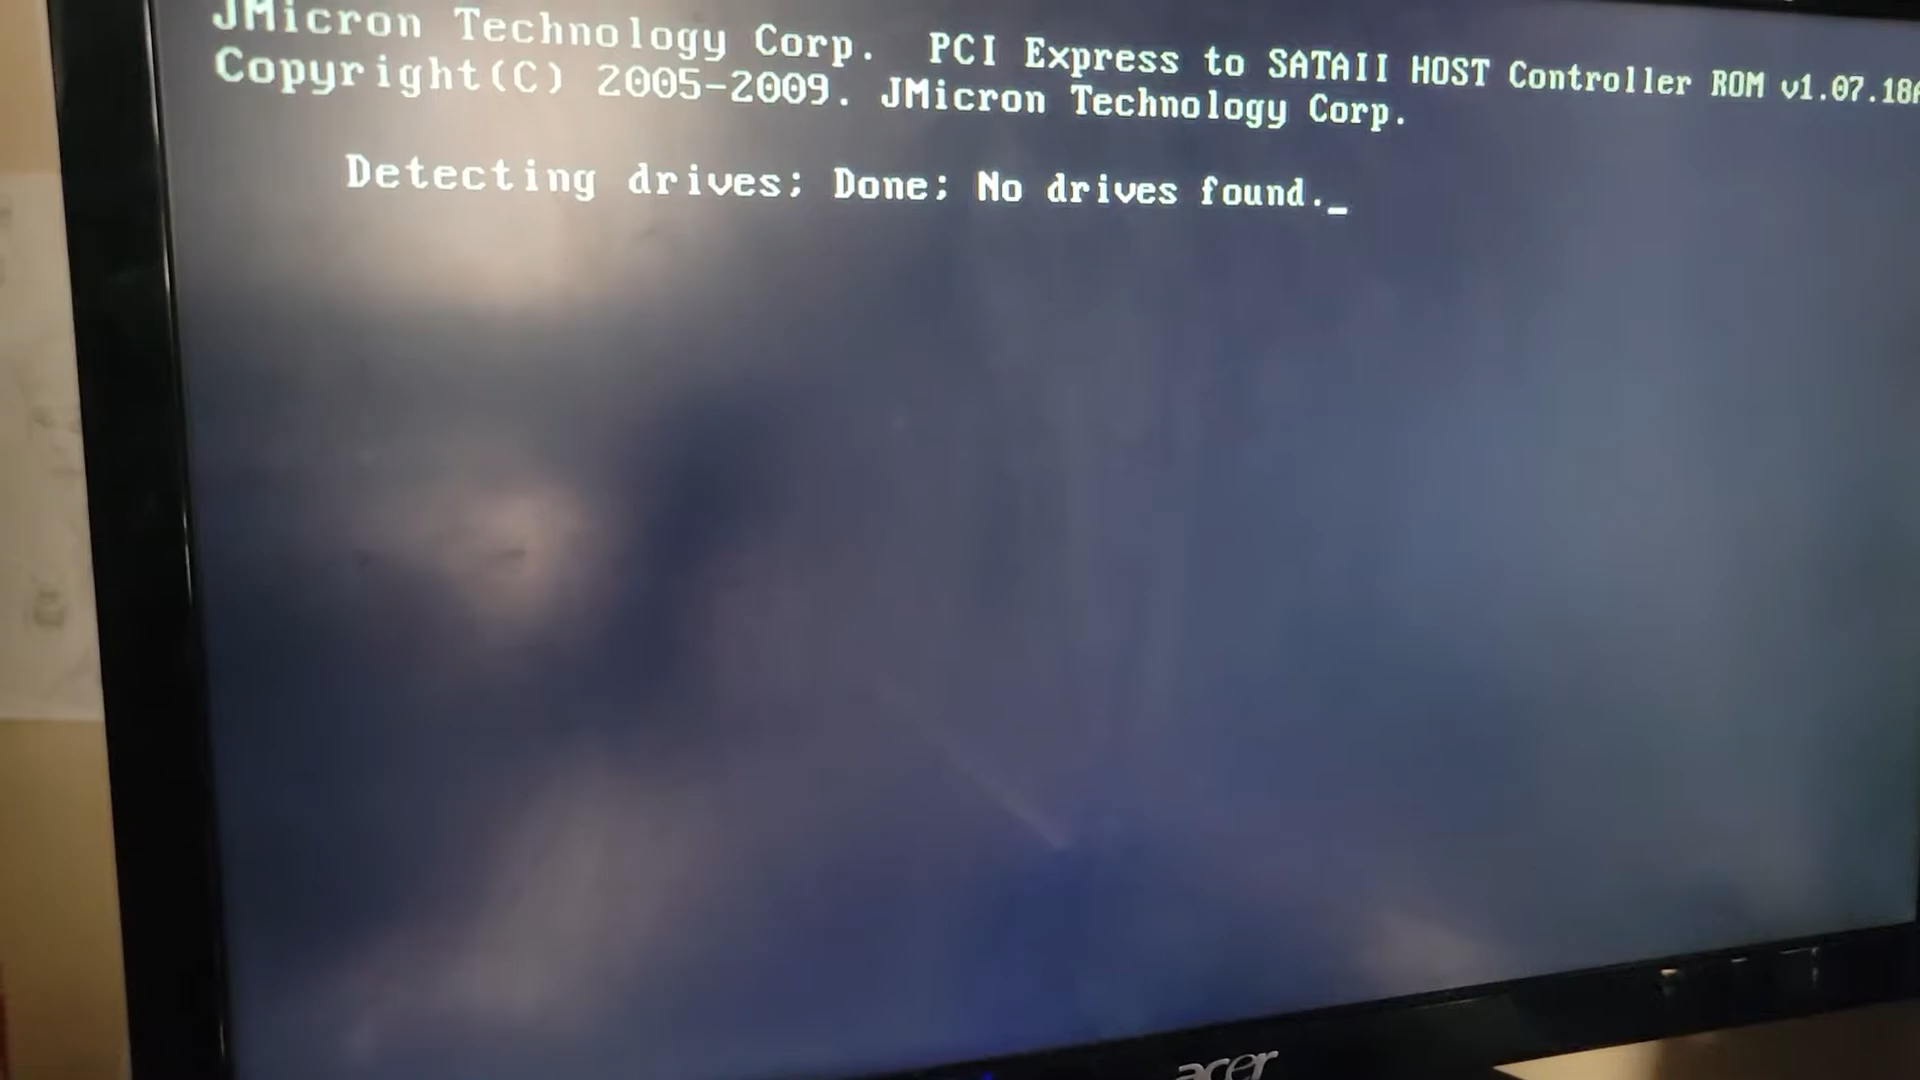 JMicron Technology Corp.  PCI Express to SATAII HOST Controller ROM v1.07.18
Copyright(C) 2005-2009. JMicron Technology Corp.
Detecting drives; Done; No drives found._
acer